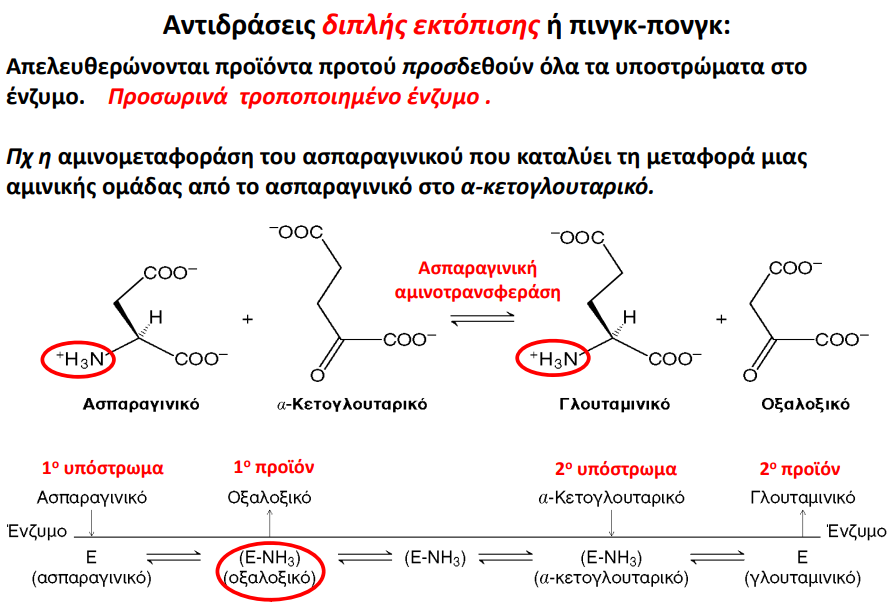 Αντιδράσεις διπλής εκτόπισης ή πινγκ-πονγκ:
Απελευθερώνονται προϊόντα προτού προσδεθούν όλα τα υποστρώματα στο
ένζυμο. Προσωρινά τροποποιημένο ένζυμο .
Πχ η αμινομεταφοράση του ασπαραγινικού που καταλύει τη μεταφορά μιας
αμινικής ομάδας από το ασπαραγινικό στο α-κετογλουταρικό.
⁻OOC
⁻OOC
COO⁻
Ασπαραγινική
αμινοτρανσφεράση
COO⁻
H
+
H
+
⁺H₃N
COO⁻
COO⁻
⁺H₃N
COO⁻
COO⁻
O
O
Ασπαραγινικό
α-Κετογλουταρικό
Γλουταμινικό
Οξαλοξικό
1ο υπόστρωμα
1ο προϊόν
2ο υπόστρωμα
2ο προϊόν
Ασπαραγινικό
Οξαλοξικό
α-Κετογλουταρικό
Γλουταμινικό
Ένζυμο
Ένζυμο
E
(E-NH₃)
(E-NH₃)
(E-NH₃)
E
(ασπαραγινικό)
(οξαλοξικό)
(α-κετογλουταρικό)
(γλουταμινικό)